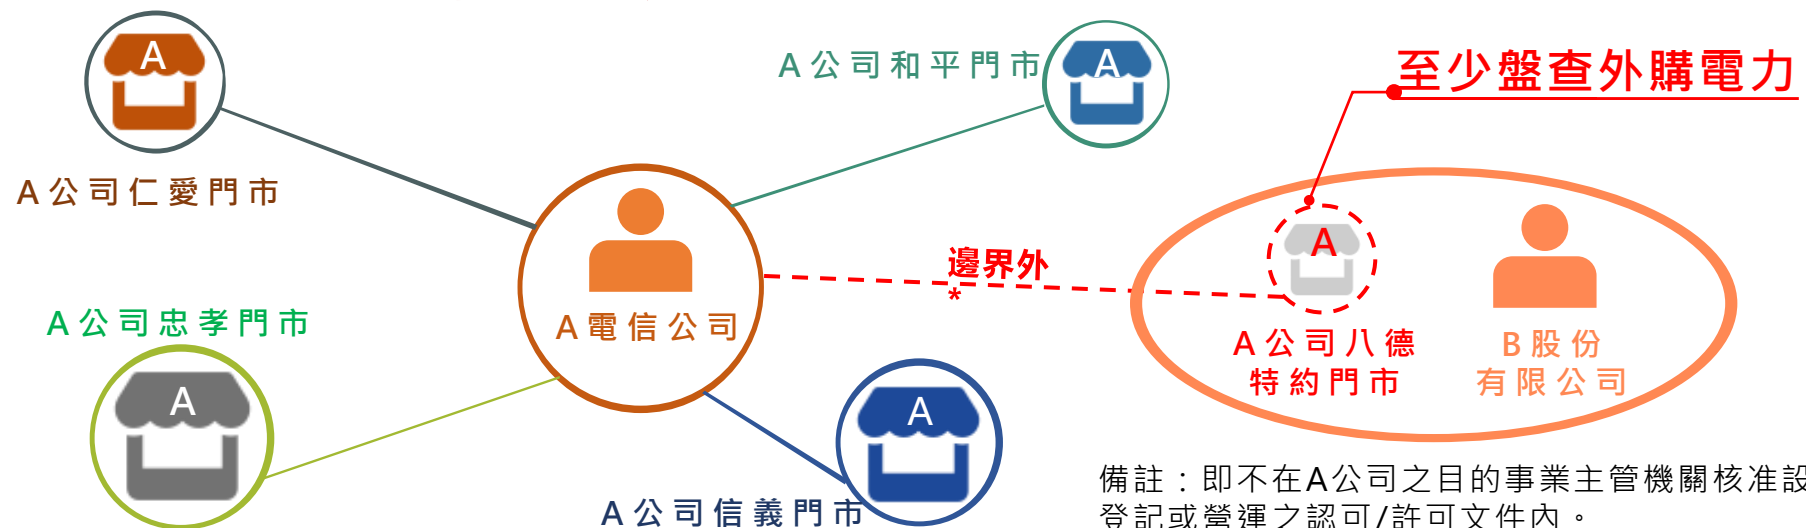 A
A公司仁愛門市
A公司和平門市
A
至少盤查外購電力
A公司忠孝門市
A
A電信公司
邊界外
*
A
A公司八德
特約門市
B股份
有限公司
A
A公司信義門市
備註：即不在A公司之目的事業主管機關核准設
登記或營運之認可/許可文件內。